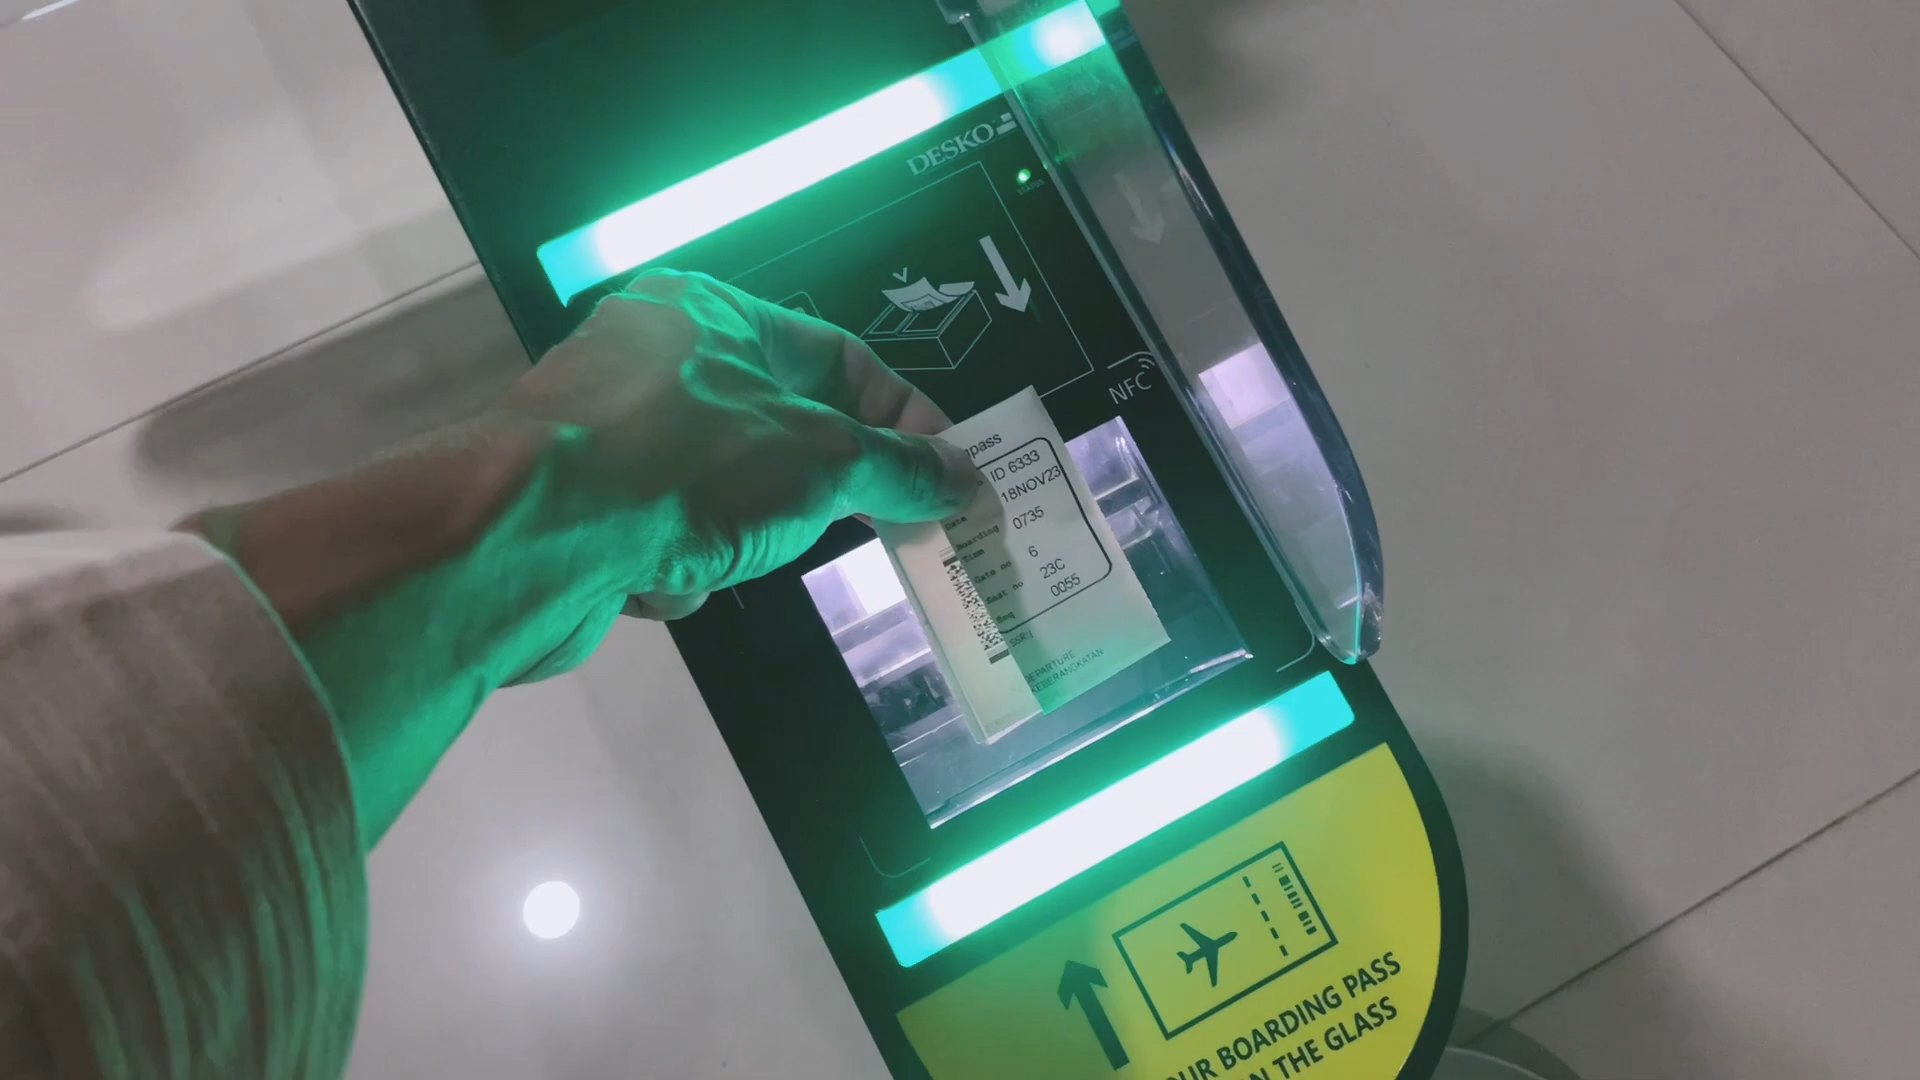 DESKO
STATUS
NFC
pass
ID 6333
Date 18NOV23
Boarding
Time 0735
Gate no 6
Seat no 23C
Seq 0055
SSR:
DEPARTURE
KEBERANGKATAN
UR BOARDING PASS
N THE GLASS